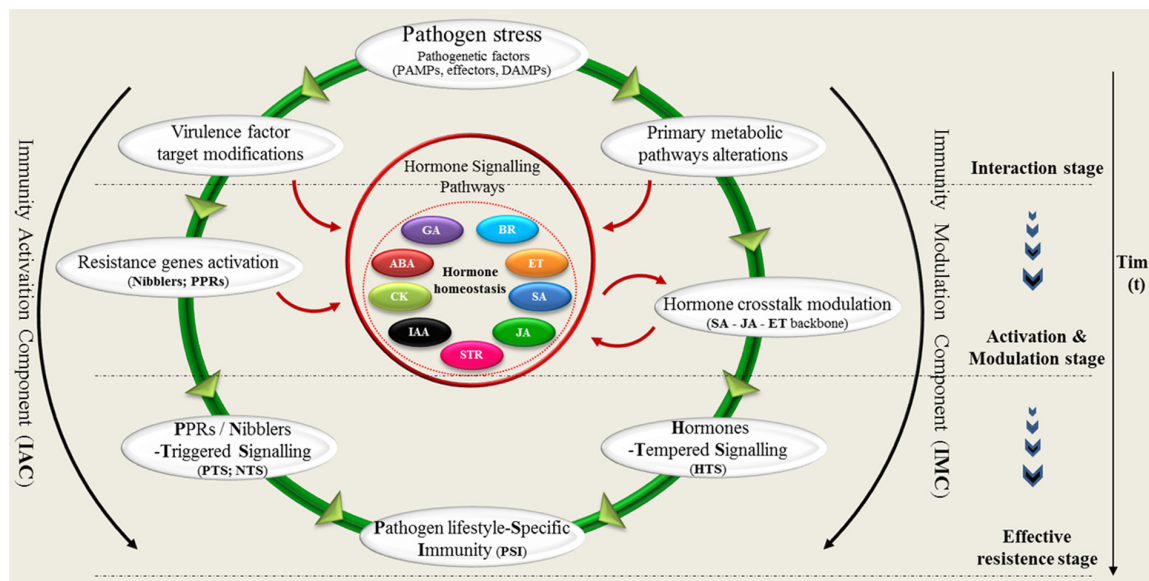 Pathogen stress
Pathogenetic factors
(PAMPs, effectors, DAMPs)
Virulence factor
target modifications
Primary metabolic
pathways alterations
Hormone Signalling
Pathways
GA
BR
ABA
ET
Hormone
homeostasis
CK
SA
IAA
JA
STR
Resistance genes activation
(Nibblers; PPRs)
Hormone crosstalk modulation
(SA - JA - ET backbone)
PPRs / Nibblers
-Triggered Signalling
(PTS; NTS)
Hormones
-Tempered Signalling
(HTS)
Pathogen lifestyle-Specific
Immunity (PSI)
Immunity Activaition Component (IAC)
Immunity Modulation Component (IMC)
Interaction stage
Activation &
Modulation stage
Effective
resistence stage
Tim
(t)